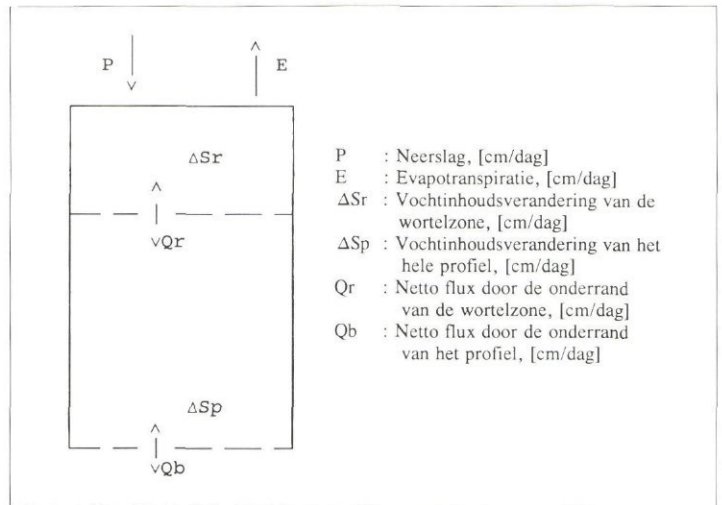 P
E
ΔSr
Qr
ΔSp
Qb
P : Neerslag, [cm/dag]
E : Evapotranspiratie, [cm/dag]
ΔSr : Vochtinhoudsverandering van de
wortelzone, [cm/dag]
ΔSp : Vochtinhoudsverandering van het
hele profiel, [cm/dag]
Qr : Netto flux door de onderrand
van de wortelzone, [cm/dag]
Qb : Netto flux door de onderrand
van het profiel, [cm/dag]